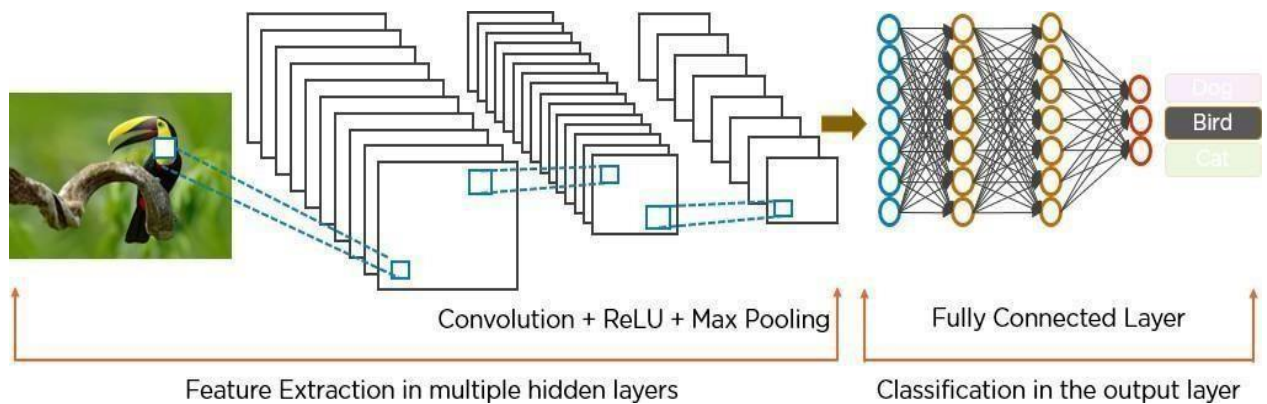 Dog
Bird
Cat
Convolution + ReLU + Max Pooling
Fully Connected Layer
Feature Extraction in multiple hidden layers
Classification in the output layer